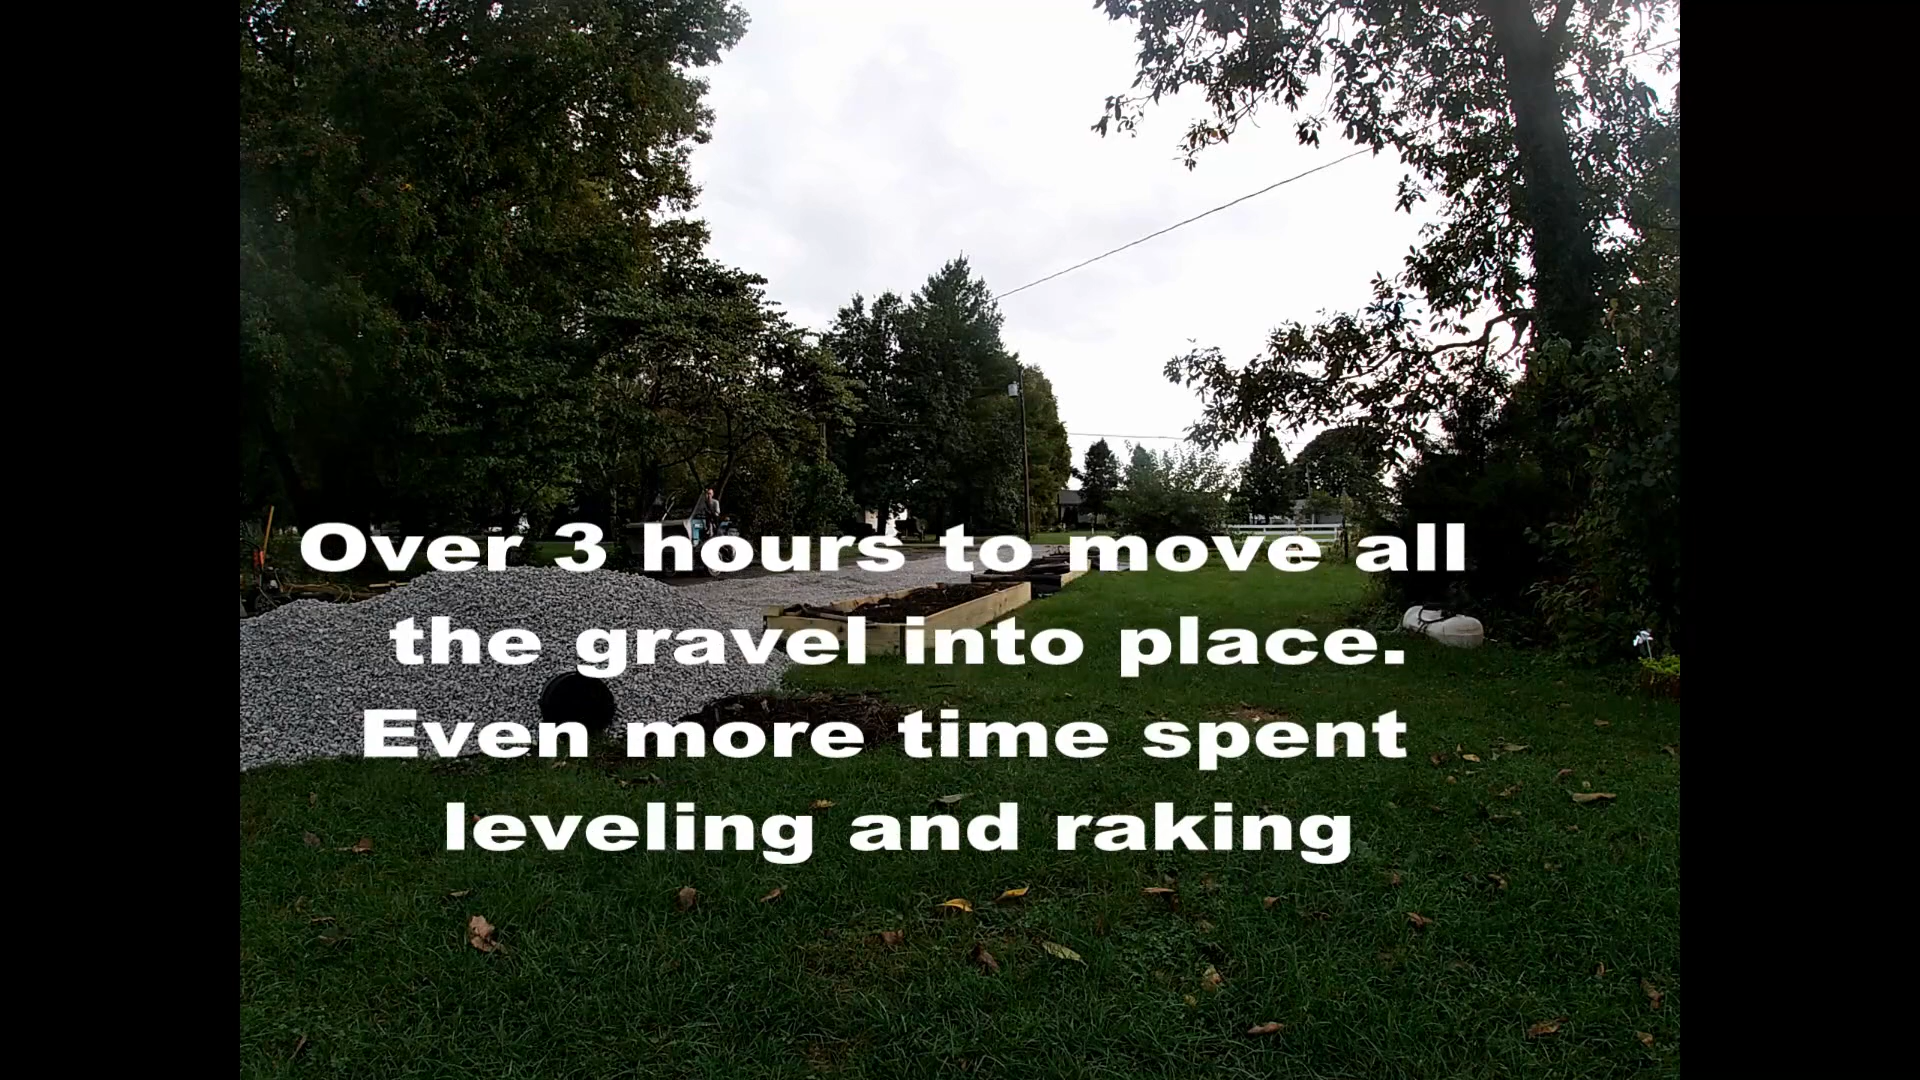 Over 3 hours to move all
the gravel into place.
Even more time spent
leveling and raking